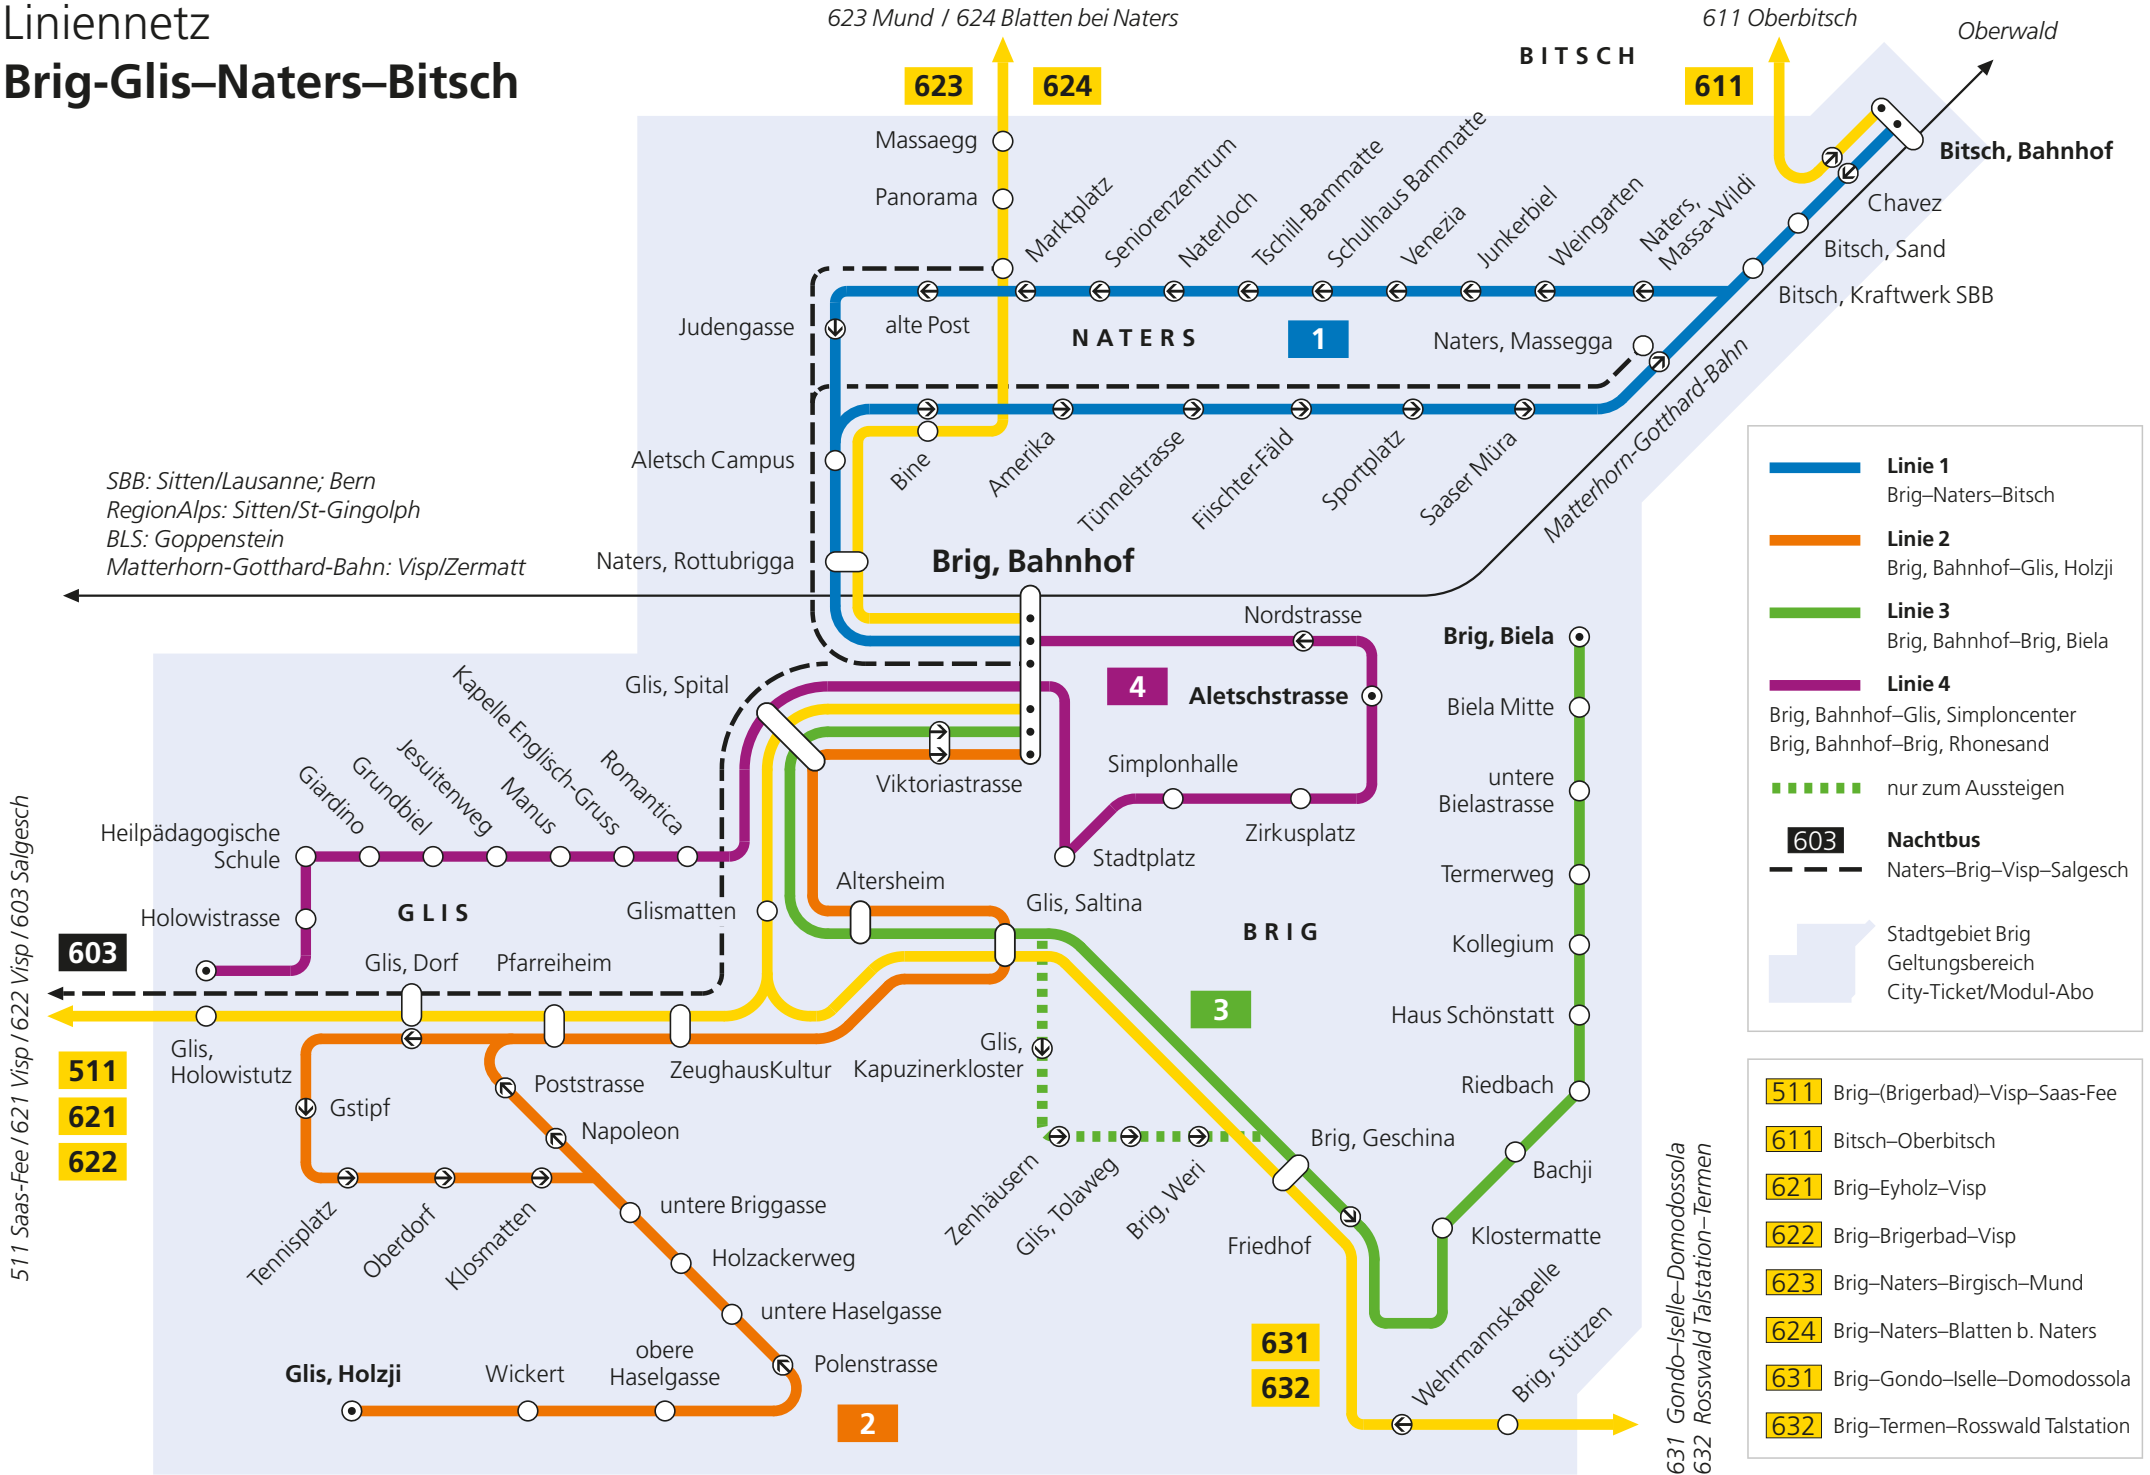 Liniennetz
Brig-Glis–Naters–Bitsch
623 Mund / 624 Blatten bei Naters
623
624
BITSCH
611 Oberbitsch
611
Oberwald
Bitsch, Bahnhof
Chavez
Bitsch, Sand
Bitsch, Kraftwerk SBB
Massaegg
Panorama
Marktplatz
Seniorenzentrum
Naterloch
Tschill-Bammatte
Schulhaus Bammatte
Venezia
Junkerbiel
Weingarten
Naters,
Massa-Wildi
Judengasse
alte Post
NATERS
1
Naters, Massegga
Matterhorn-Gotthard-Bahn
Aletsch Campus
Bine
Amerika
Tünnelstrasse
Fiischter-Fäld
Sportplatz
Saaser Müra
SBB: Sitten/Lausanne; Bern
RegionAlps: Sitten/St-Gingolph
BLS: Goppenstein
Matterhorn-Gotthard-Bahn: Visp/Zermatt
Naters, Rottubrigga
Brig, Bahnhof
Nordstrasse
4
Aletschstrasse
Simplonhalle
Zirkusplatz
Stadtplatz
Glis, Spital
Viktoriastrasse
Kapelle Englisch-Gruss
Jesuitenweg
Grundbiel
Giardino
Manus
Romantica
Heilpädagogische
Schule
Holowistrasse
GLIS
Glismatten
Altersheim
Glis, Saltina
BRIG
603
Glis, Dorf
Pfarreiheim
Glis,
Holowistutz
ZeughausKultur
Glis,
Kapuzinerkloster
3
511
621
622
511 Saas-Fee / 621 Visp / 622 Visp / 603 Salgesch
Gstipf
Poststrasse
Napoleon
Tennisplatz
Oberdorf
Klosmatten
untere Briggasse
Holzackerweg
untere Haselgasse
Polenstrasse
obere
Haselgasse
Wickert
Glis, Holzji
2
Zenhäusern
Glis, Tolaweg
Brig, Weri
Brig, Geschina
Friedhof
Brig, Biela
Biela Mitte
untere
Bielastrasse
Termerweg
Kollegium
Haus Schönstatt
Riedbach
Bachji
Klostermatte
Wehrmannskapelle
Brig, Stützen
631
632
631 Gondo–Iselle–Domodossola
632 Rosswald Talstation–Termen
Linie 1
Brig–Naters–Bitsch
Linie 2
Brig, Bahnhof–Glis, Holzji
Linie 3
Brig, Bahnhof–Brig, Biela
Linie 4
Brig, Bahnhof–Glis, Simploncenter
Brig, Bahnhof–Brig, Rhonesand
nur zum Aussteigen
603 Nachtbus
Naters–Brig–Visp–Salgesch
Stadtgebiet Brig
Geltungsbereich
City-Ticket/Modul-Abo
511 Brig–(Brigerbad)–Visp–Saas-Fee
611 Bitsch–Oberbitsch
621 Brig–Eyholz–Visp
622 Brig–Brigerbad–Visp
623 Brig–Naters–Birgisch–Mund
624 Brig–Naters–Blatten b. Naters
631 Brig–Gondo–Iselle–Domodossola
632 Brig–Termen–Rosswald Talstation